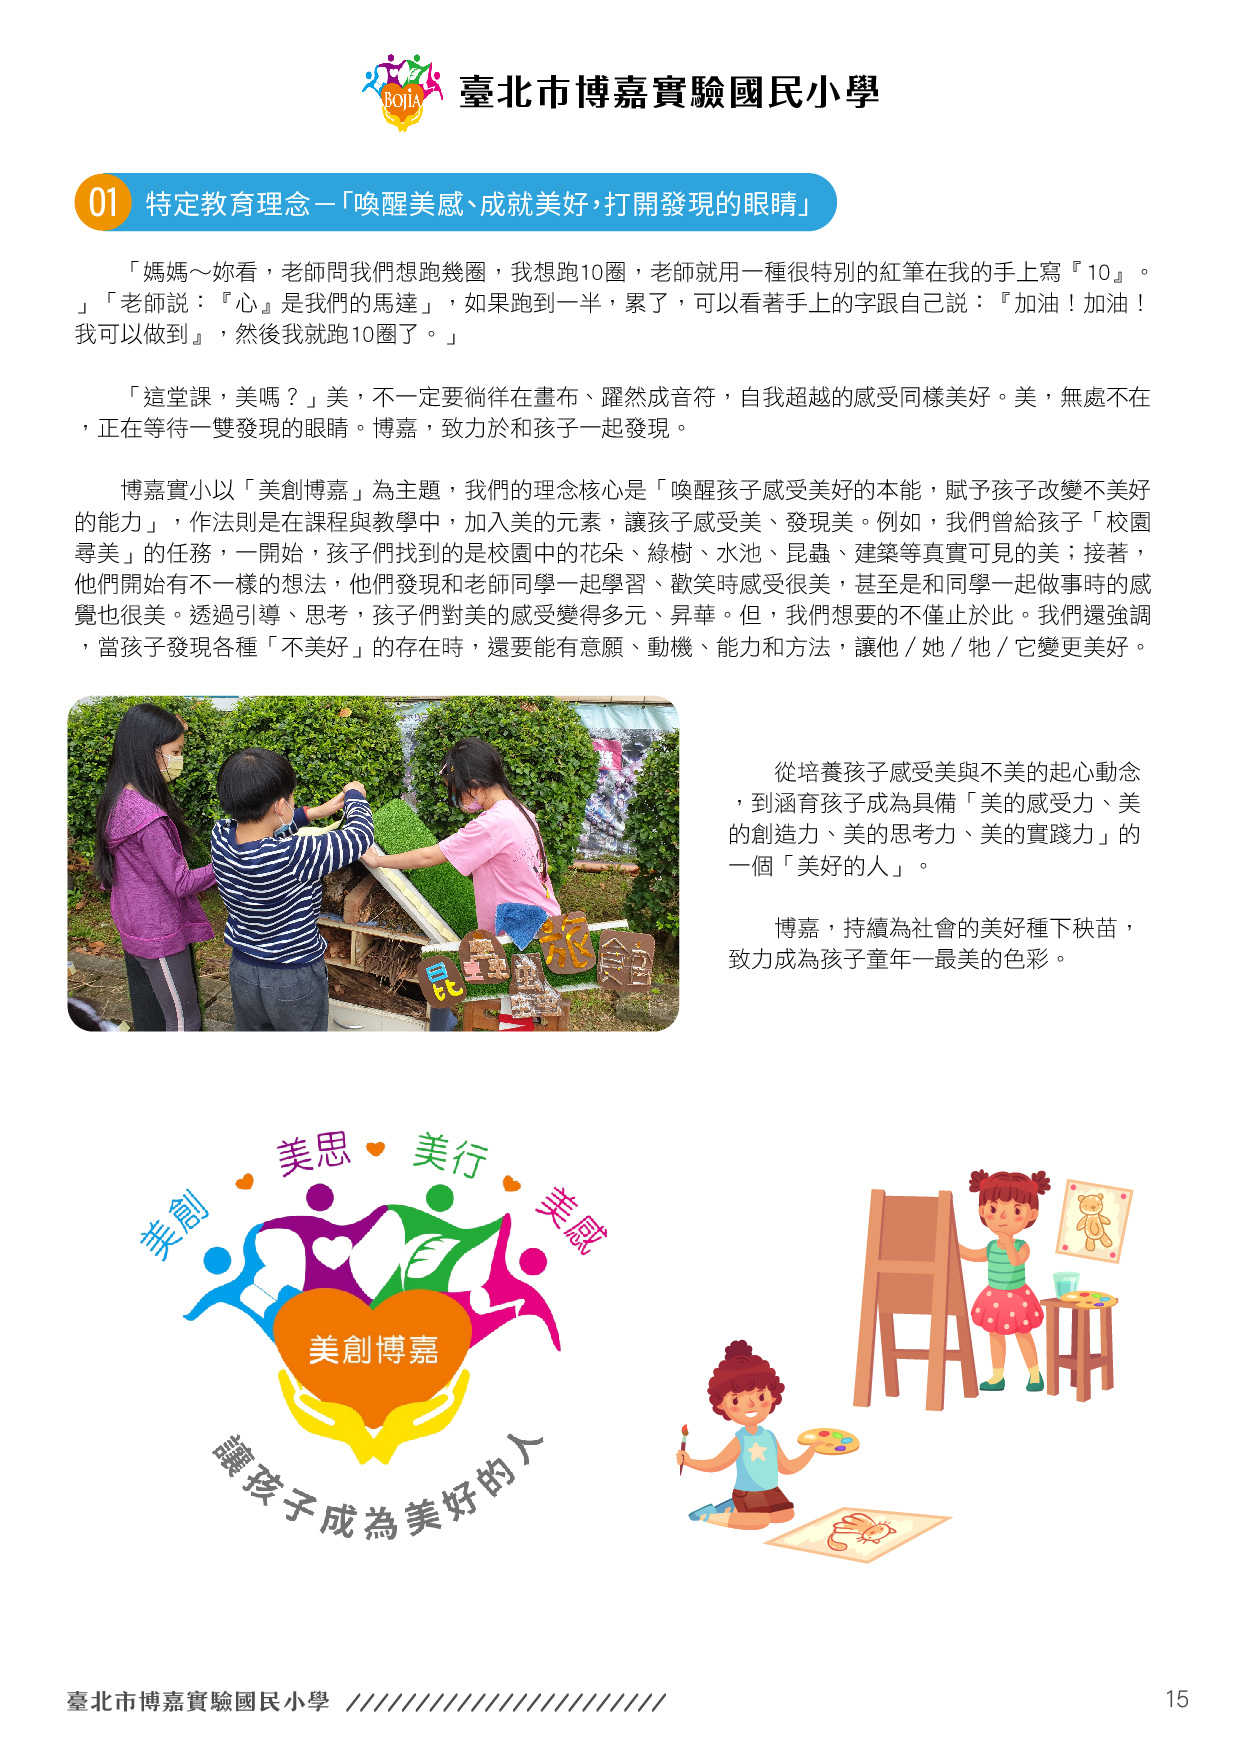 BOJIA
臺北市博嘉實驗國民小學
01 特定教育理念－「喚醒美感、成就美好，打開發現的眼睛」
「媽媽～妳看，老師問我們想跑幾圈，我想跑10圈，老師就用一種很特別的紅筆在我的手上寫『10』。
」「老師說：『心』是我們的馬達」，如果跑到一半，累了，可以看著手上的字跟自己說：『加油！加油！
我可以做到』，然後我就跑10圈了。」
「這堂課，美嗎？」美，不一定要徜徉在畫布、躍然成音符，自我超越的感受同樣美好。美，無處不在
，正在等待一雙發現的眼睛。博嘉，致力於和孩子一起發現。
博嘉實小以「美創博嘉」為主題，我們的理念核心是「喚醒孩子感受美好的本能，賦予孩子改變不美好
的能力」，作法則是在課程與教學中，加入美的元素，讓孩子感受美、發現美。例如，我們曾給孩子「校園
尋美」的任務，一開始，孩子們找到的是校園中的花朵、綠樹、水池、昆蟲、建築等真實可見的美；接著，
他們開始有不一樣的想法，他們發現和老師同學一起學習、歡笑時感受很美，甚至是和同學一起做事時的感
覺也很美。透過引導、思考，孩子們對美的感受變得多元、昇華。但，我們想要的不僅止於此。我們還強調
，當孩子發現各種「不美好」的存在時，還要能有意願、動機、能力和方法，讓他/她/牠/它變更美好。
昆蟲旅舍
從培養孩子感受美與不美的起心動念
，到涵育孩子成為具備「美的感受力、美
的創造力、美的思考力、美的實踐力」的
一個「美好的人」。
博嘉，持續為社會的美好種下秧苗，
致力成為孩子童年一最美的色彩。
美創 美思 美行 美感
美創博嘉
讓孩子成為美好的人
臺北市博嘉實驗國民小學 ///////////////////////
15